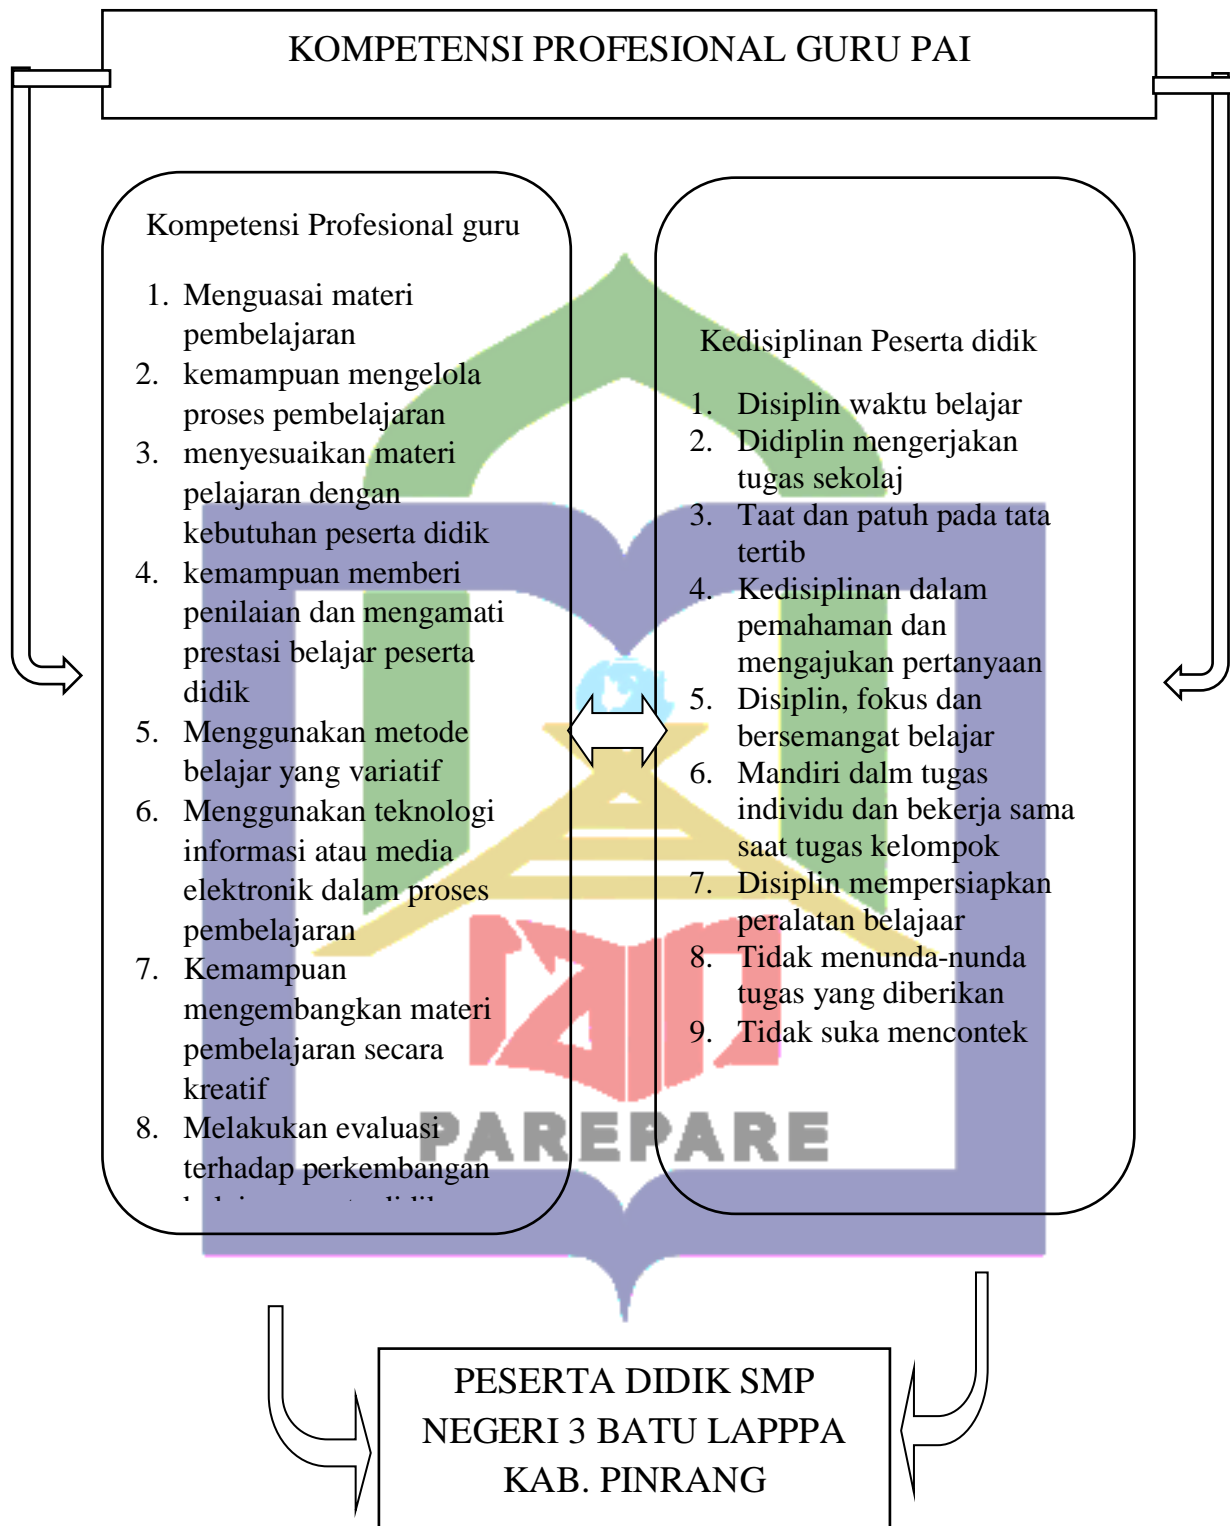 KOMPETENSI PROFESIONAL GURU PAI
Kompetensi Profesional guru
1. Menguasai materi
pembelajaran
2. kemampuan mengelola
proses pembelajaran
3. menyesuaikan materi
pelajaran dengan
kebutuhan peserta didik
4. kemampuan memberi
penilaian dan mengamati
prestasi belajar peserta
didik
5. Menggunakan metode
belajar yang variatif
6. Menggunakan teknologi
informasi atau media
elektronik dalam proses
pembelajaran
7. Kemampuan
mengembangkan materi
pembelajaran secara
kreatif
8. Melakukan evaluasi
terhadap perkembangan
Kedisiplinan Peserta didik
1. Disiplin waktu belajar
2. Didiplin mengerjakan
tugas sekolaj
3. Taat dan patuh pada tata
tertib
4. Kedisiplinan dalam
pemahaman dan
mengajukan pertanyaan
5. Disiplin, fokus dan
bersemangat belajar
6. Mandiri dalm tugas
individu dan bekerja sama
saat tugas kelompok
7. Disiplin mempersiapkan
peralatan belajaar
8. Tidak menunda-nunda
tugas yang diberikan
9. Tidak suka mencontek
PAREPARE
PESERTA DIDIK SMP
NEGERI 3 BATU LAPPPA
KAB. PINRANG